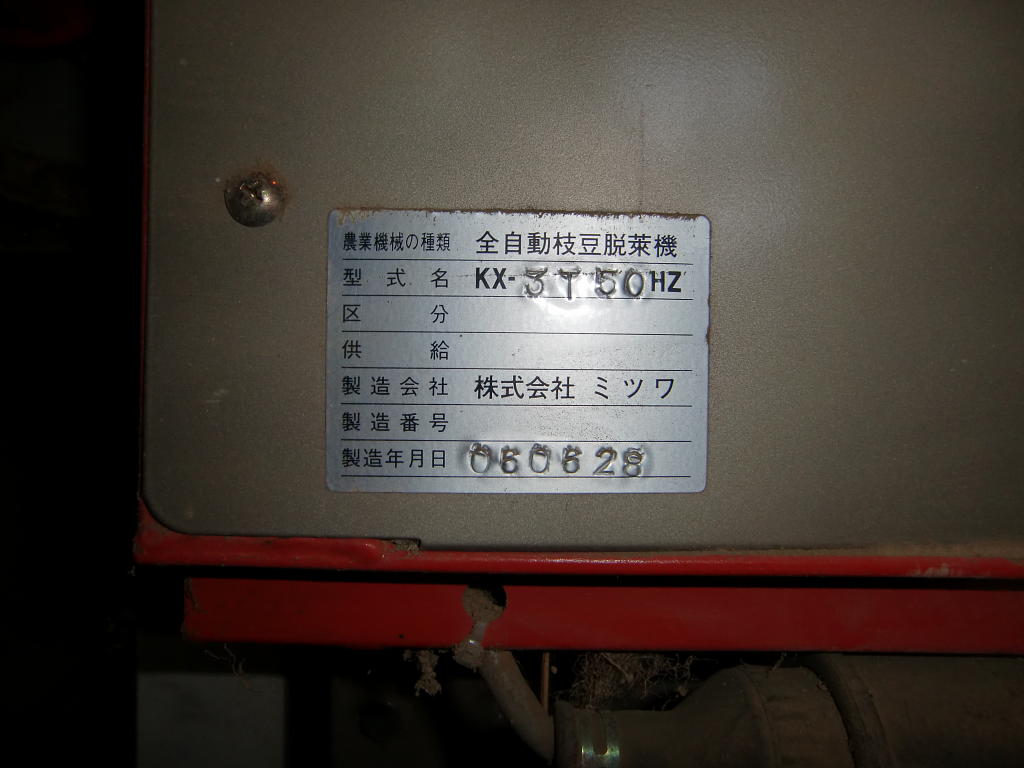 農業機械の種類 全自動枝豆脱莢機
型式名 KX-3T50HZ
区分
供給
製造会社 株式会社 ミツワ
製造番号
製造年月日 060628